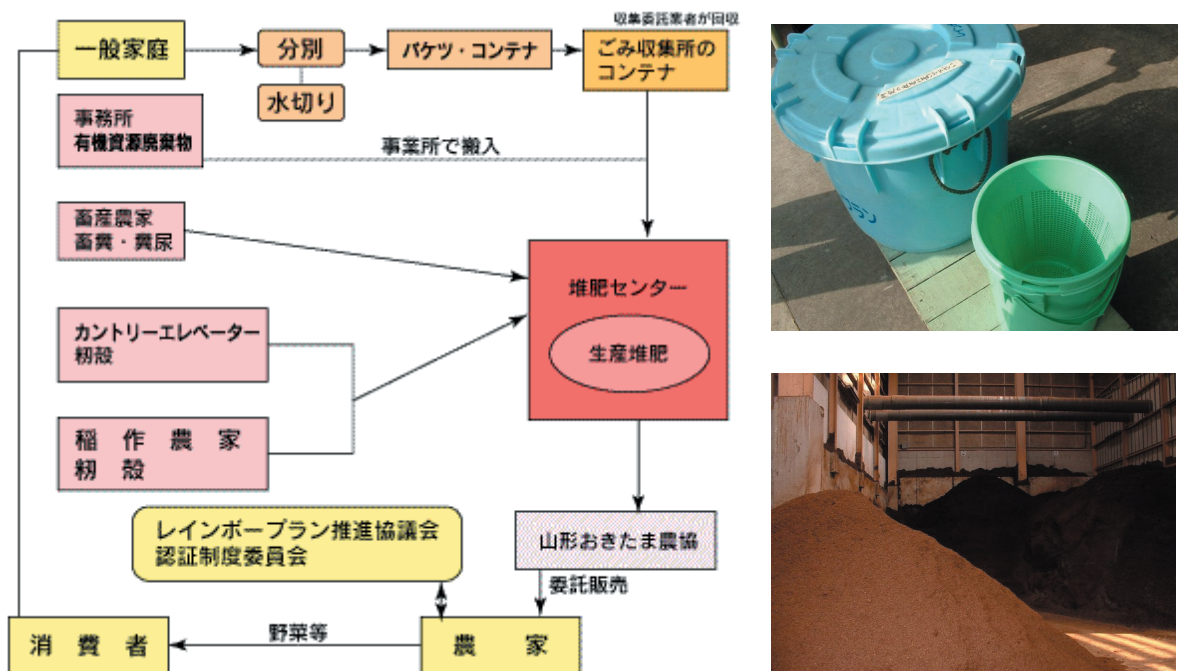 収集委託業者が回収
一般家庭
分別
バケツ・コンテナ
ごみ収集所の
コンテナ
水切り
事務所
有機資源廃棄物
事業所で搬入
畜産農家
畜糞・糞尿
堆肥センター
生産堆肥
カントリーエレベーター
籾殻
稲作農家
籾殻
レインボープラン推進協議会
認証制度委員会
山形おきたま農協
委託販売
消費者
野菜等
農家
ラン